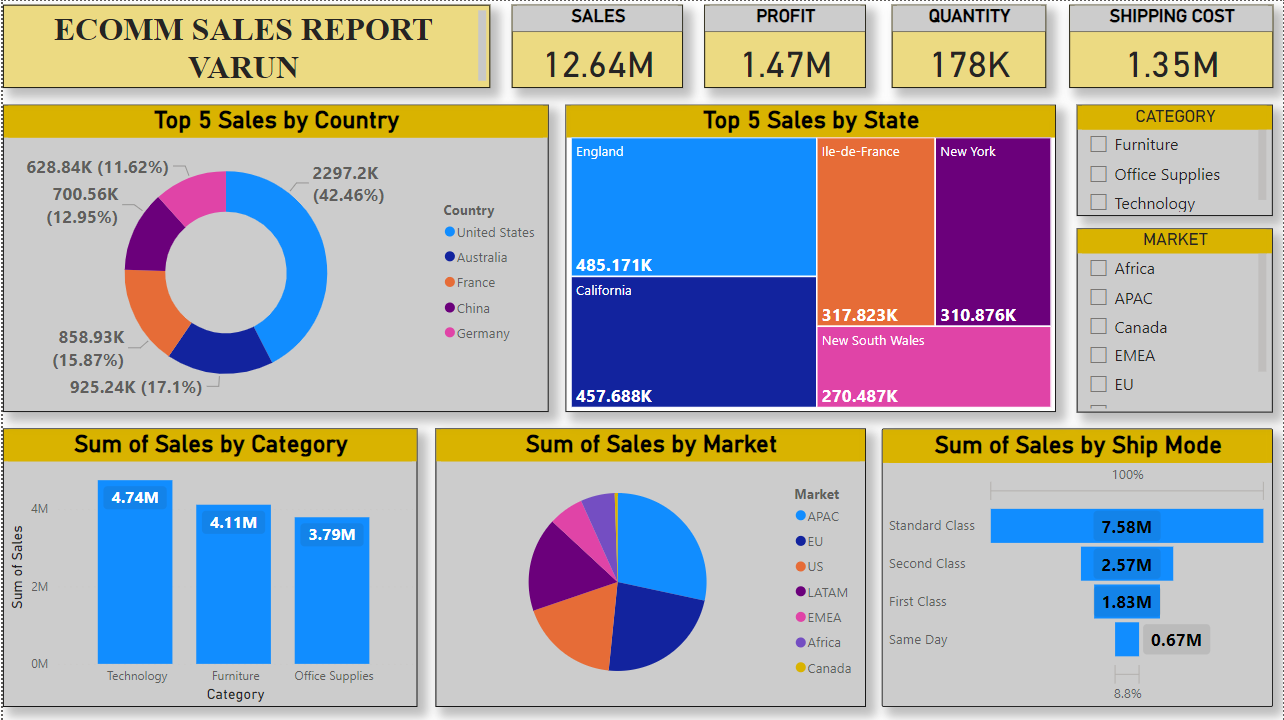 ECOMM SALES REPORT
VARUN
SALES
12.64M
PROFIT
1.47M
QUANTITY
178K
SHIPPING COST
1.35M
Top 5 Sales by Country
628.84K (11.62%)
700.56K
(12.95%)
2297.2K
(42.46%)
858.93K
(15.87%)
925.24K (17.1%)
Country
United States
Australia
France
China
Germany
Top 5 Sales by State
England
485.171K
California
457.688K
Ile-de-France
317.823K
New York
310.876K
New South Wales
270.487K
CATEGORY
Furniture
Office Supplies
Technology
MARKET
Africa
APAC
Canada
EMEA
EU
Sum of Sales by Category
Sum of Sales
4M
2M
0M
4.74M
4.11M
3.79M
Technology
Furniture
Office Supplies
Category
Sum of Sales by Market
Market
APAC
EU
US
LATAM
EMEA
Africa
Canada
Sum of Sales by Ship Mode
100%
Standard Class
7.58M
Second Class
2.57M
First Class
1.83M
Same Day
0.67M
8.8%